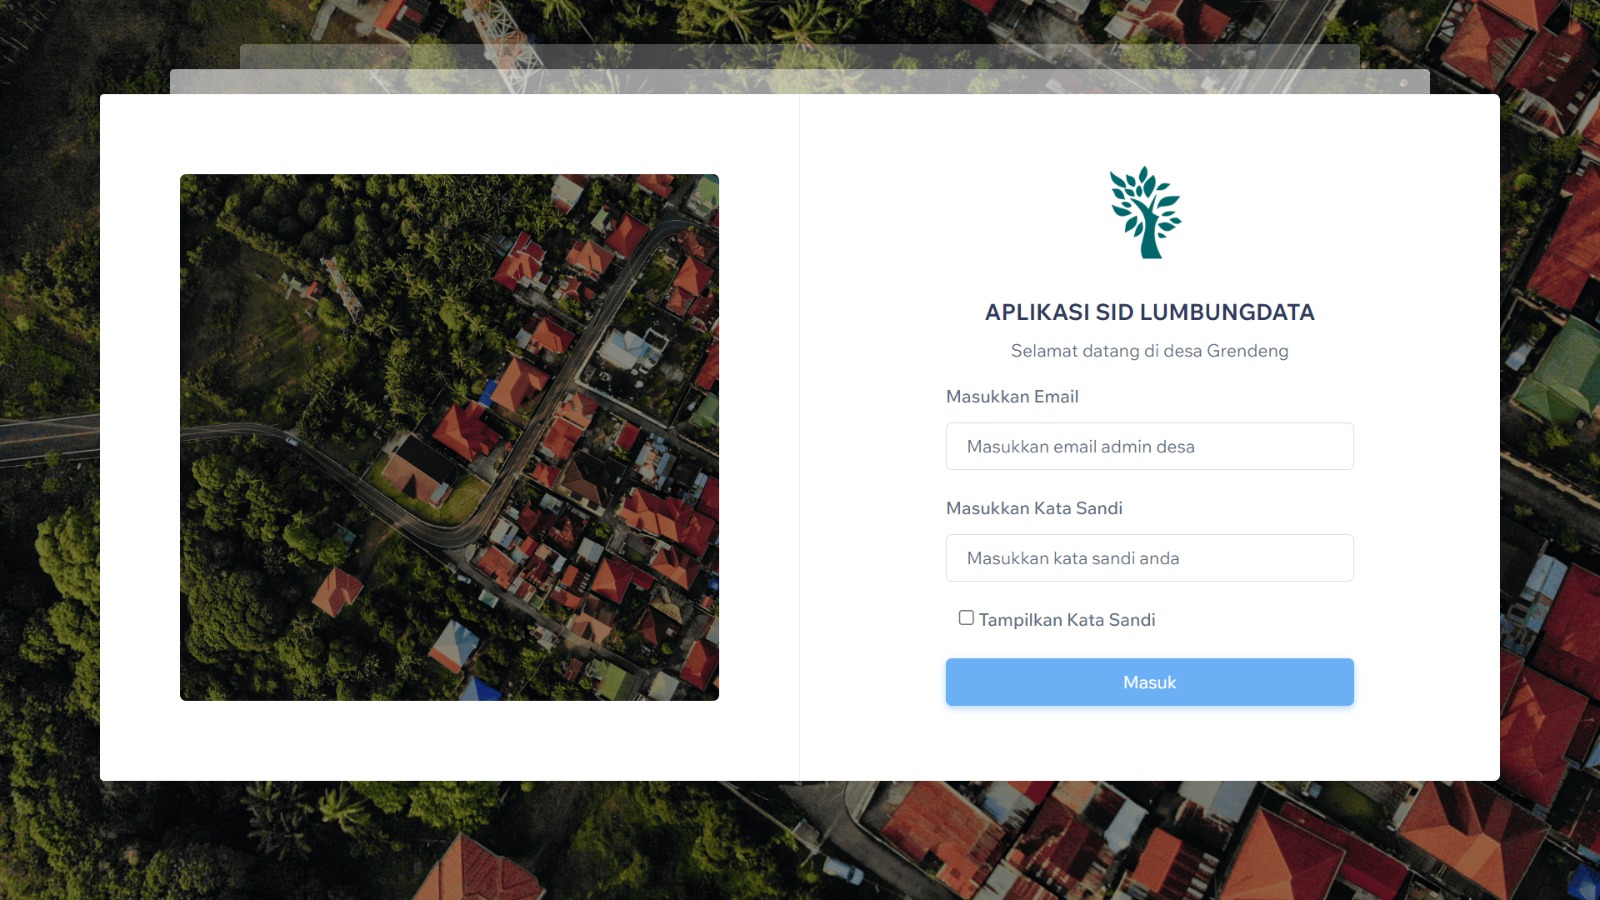 APLIKASI SID LUMBUNGDATA
Selamat datang di desa Grendeng
Masukkan Email
Masukkan email admin desa
Masukkan Kata Sandi
Masukkan kata sandi anda
Tampilkan Kata Sandi
Masuk